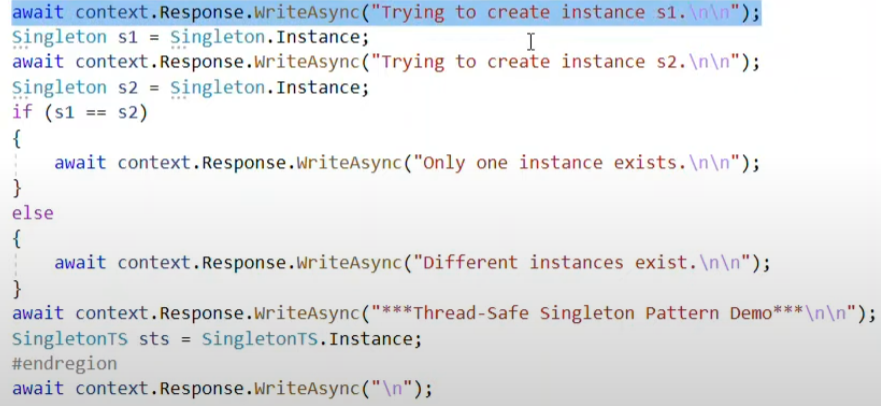 await context.Response.WriteAsync("Trying to create instance s1.\n\n");
Singleton s1 = Singleton.Instance;
await context.Response.WriteAsync("Trying to create instance s2.\n\n");
Singleton s2 = Singleton.Instance;
if (s1 == s2)
{
    await context.Response.WriteAsync("Only one instance exists.\n\n");
}
else
{
    await context.Response.WriteAsync("Different instances exist.\n\n");
}
await context.Response.WriteAsync("***Thread-Safe Singleton Pattern Demo***\n\n");
SingletonTS sts = SingletonTS.Instance;
#endregion
await context.Response.WriteAsync("\n");